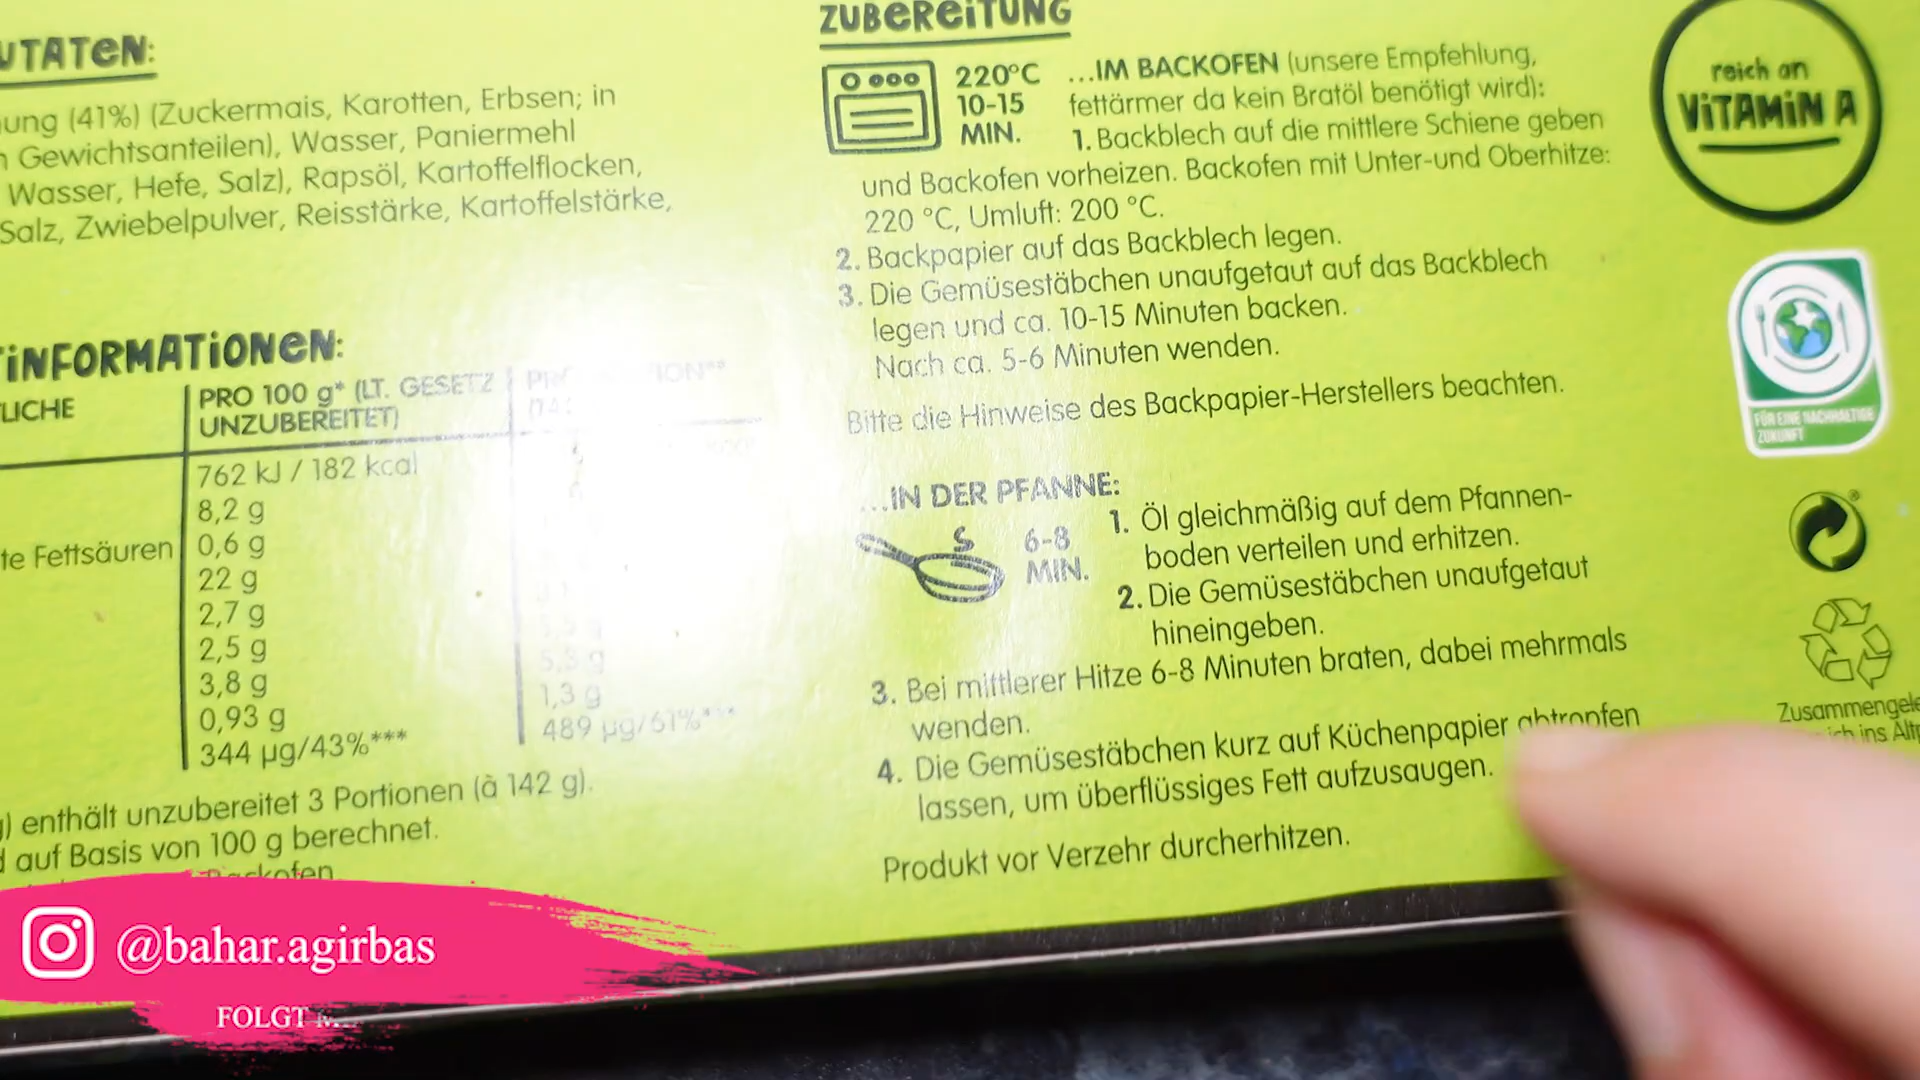 UTATEN:
ung (41%) (Zuckermais, Karotten, Erbsen; in
Gewichtsanteilen), Wasser, Paniermehl
Wasser, Hefe, Salz), Rapsöl, Kartoffelflocken,
Salz, Zwiebelpulver, Reisstärke, Kartoffelstärke,
INFORMATIONEN:
LICHE
PRO 100 g* (LT. GESETZ
UNZUBEREITET)
762 kJ / 182 kcal
8,2 g
te Fettsäuren 0,6 g
22 g
2,7 g
2,5 g
3,8 g 5,3 g
0,93 g 1,3 g
344 µg/43%*** 489 µg/61%***
) enthält unzubereitet 3 Portionen (à 142 g).
auf Basis von 100 g berechnet.
ZUBEREITUNG
220°C
10-15
MIN.
...IM BACKOFEN (unsere Empfehlung,
fettärmer da kein Bratöl benötigt wird):
1. Backblech auf die mittlere Schiene geben
und Backofen vorheizen. Backofen mit Unter-und Oberhitze:
220 °C, Umluft: 200 °C.
2. Backpapier auf das Backblech legen.
3. Die Gemüsestäbchen unaufgetaut auf das Backblech
legen und ca. 10-15 Minuten backen.
Nach ca. 5-6 Minuten wenden.
Bitte die Hinweise des Backpapier-Herstellers beachten.
...IN DER PFANNE:
6-8
MIN.
1. Öl gleichmäßig auf dem Pfannen-
boden verteilen und erhitzen.
2. Die Gemüsestäbchen unaufgetaut
hineingeben.
3. Bei mittlerer Hitze 6-8 Minuten braten, dabei mehrmals
wenden.
4. Die Gemüsestäbchen kurz auf Küchenpapier abtropfen
lassen, um überflüssiges Fett aufzusaugen.
Produkt vor Verzehr durcherhitzen.
reich an
VITAMIN A
FÜR EINE NACHHALTIGE
ZUKUNFT
Zusammengele
ich ins Altp
@bahar.agirbas
FOLGT